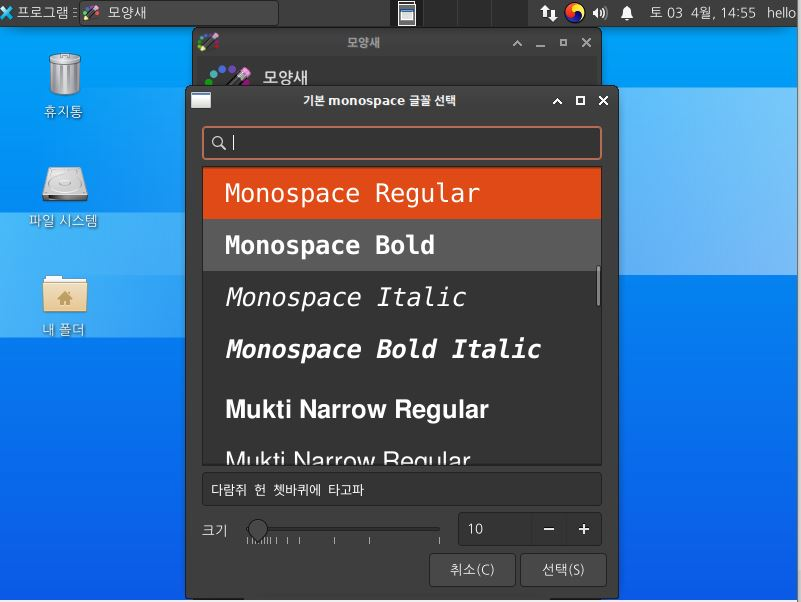 프로그램
모양새
토 03 4월, 14:55
hello
휴지통
파일 시스템
내 폴더
모양새
모양새
기본 monospace 글꼴 선택
Monospace Regular
Monospace Bold
Monospace Italic
Monospace Bold Italic
Mukti Narrow Regular
Mukti Narrow Regular
다람쥐 헌 쳇바퀴에 타고파
크기
10
취소(C)
선택(S)